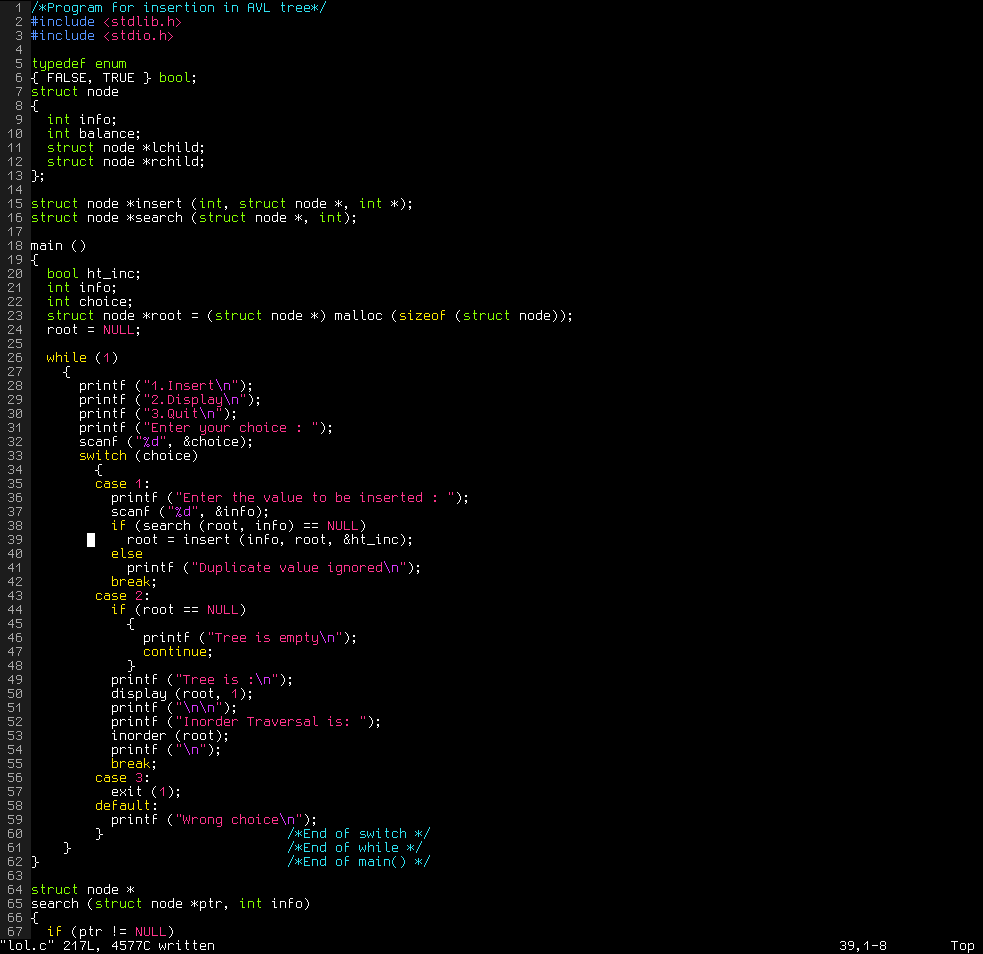 1 /*Program for insertion in AVL tree*/
2 #include <stdlib.h>
3 #include <stdio.h>
4
5 typedef enum
6 { FALSE, TRUE } bool;
7 struct node
8 {
9   int info;
10   int balance;
11   struct node *lchild;
12   struct node *rchild;
13 };
14
15 struct node *insert (int, struct node *, int *);
16 struct node *search (struct node *, int);
17
18 main ()
19 {
20   bool ht_inc;
21   int info;
22   int choice;
23   struct node *root = (struct node *) malloc (sizeof (struct node));
24   root = NULL;
25
26   while (1)
27     {
28       printf ("1.Insert\n");
29       printf ("2.Display\n");
30       printf ("3.Quit\n");
31       printf ("Enter your choice : ");
32       scanf ("%d", &choice);
33       switch (choice)
34         {
35         case 1:
36           printf ("Enter the value to be inserted : ");
37           scanf ("%d", &info);
38           if (search (root, info) == NULL)
39             root = insert (info, root, &ht_inc);
40           else
41             printf ("Duplicate value ignored\n");
42           break;
43         case 2:
44           if (root == NULL)
45             {
46               printf ("Tree is empty\n");
47               continue;
48             }
49           printf ("Tree is :\n");
50           display (root, 1);
51           printf ("\n\n");
52           printf ("Inorder Traversal is: ");
53           inorder (root);
54           printf ("\n");
55           break;
56         case 3:
57           exit (1);
58         default:
59           printf ("Wrong choice\n");
60         }                       /*End of switch */
61     }                           /*End of while */
62 }                               /*End of main() */
63
64 struct node *
65 search (struct node *ptr, int info)
66 {
67   if (ptr != NULL)
"lol.c" 217L, 4577C written 39,1-8 Top